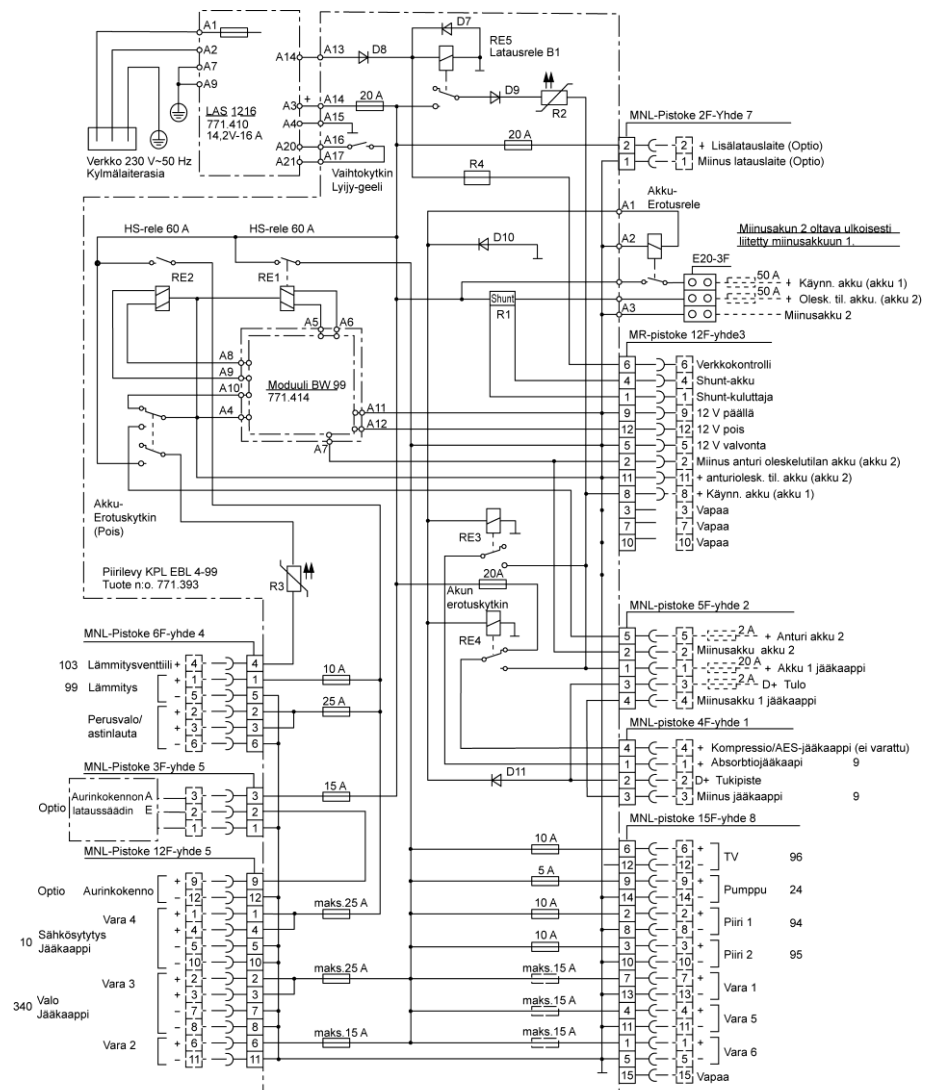 A1
A2
A7
A9
A14
A3 +
A4
A20
A21
LAS 1216
771.410
14,2V-16 A
Verkko 230 V~50 Hz
Kylmälaiterasia
A13
A14
A15
A16
A17
D8
20 A
Vaihtokytkin
Lyijy-geeli
D7
RE5
Latausrele B1
D9
R2
20 A
R4
MNL-Pistoke 2F-Yhde 7
2 2 + Lisälatauslaite (Optio)
1 1 Miinus latauslaite (Optio)
A1
Akku-
Erotusrele
A2
D10
Miinusakun 2 oltava ulkoisesti
liitetty miinusakkuun 1.
E20-3F
50 A
+ Käynn. akku (akku 1)
50 A
+ Olesk. til. akku. (akku 2)
A3
Miinusakku 2
Shunt
R1
HS-rele 60 A
HS-rele 60 A
RE2
RE1
A5 A6
A8
A9
A10
A4
Moduuli BW 99
771.414
A11
A12
A7
Akku-
Erotuskytkin
(Pois)
MR-pistoke 12F-yhde3
6 6 Verkkokontrolli
4 4 Shunt-akku
1 1 Shunt-kuluttaja
9 9 12 V päällä
12 12 12 V pois
5 5 12 V valvonta
2 2 Miinus anturi oleskelutilan akku (akku 2)
11 11 + anturiolesk. til. akku (akku 2)
8 8 + Käynn. akku (akku 1)
3 3 Vapaa
7 7 Vapaa
10 10 Vapaa
Piirilevy KPL EBL 4-99
Tuote n:o. 771.393
R3
RE3
20A
Akun
erotuskytkin
RE4
MNL-pistoke 5F-yhde 2
5 5 2 A + Anturi akku 2
2 2 Miinusakku akku 2
1 1 20 A + Akku 1 jääkaappi
3 3 2 A D+ Tulo
4 4 Miinusakku 1 jääkaappi
MNL-pistoke 4F-yhde 1
4 4 + Kompressio/AES-jääkaappi (ei varattu)
1 1 + Absorbtiojääkaapi 9
2 2 D+ Tukipiste
3 3 Miinus jääkaappi 9
D11
MNL-Pistoke 6F-yhde 4
103 Lämmitysventtiili + 4 4
99 Lämmitys + 1 1
− 5 5
10 A
Perusvalo/
astinlauta
+ 2 2
+ 3 3
− 6 6
25 A
MNL-Pistoke 3F-yhde 5
Optio
Aurinkokennon A
lataussäädin E
3 3
2 2
1 1
15 A
MNL-Pistoke 12F-yhde 5
Optio Aurinkokenno + 9 9
− 12 12
Vara 4 + 1 1
+ 4 4
maks.25 A
10 Sähkösytytys
Jääkaappi
− 5 5
− 10 10
Vara 3 + 2 2
+ 3 3
maks.25 A
340 Valo
Jääkaappi
− 7 7
− 8 8
Vara 2 + 6 6
− 11 11
maks.15 A
MNL-pistoke 15F-yhde 8
10 A 6 6 + TV 96
12 12 −
5 A 9 9 + Pumppu 24
14 14 −
10 A 2 2 + Piiri 1 94
8 8 −
10 A 3 3 + Piiri 2 95
10 10 −
maks.15 A 7 7 + Vara 1
13 13 −
maks.15 A 4 4 + Vara 5
11 11 −
maks.15 A 1 1 + Vara 6
5 5 −
15 15 Vapaa